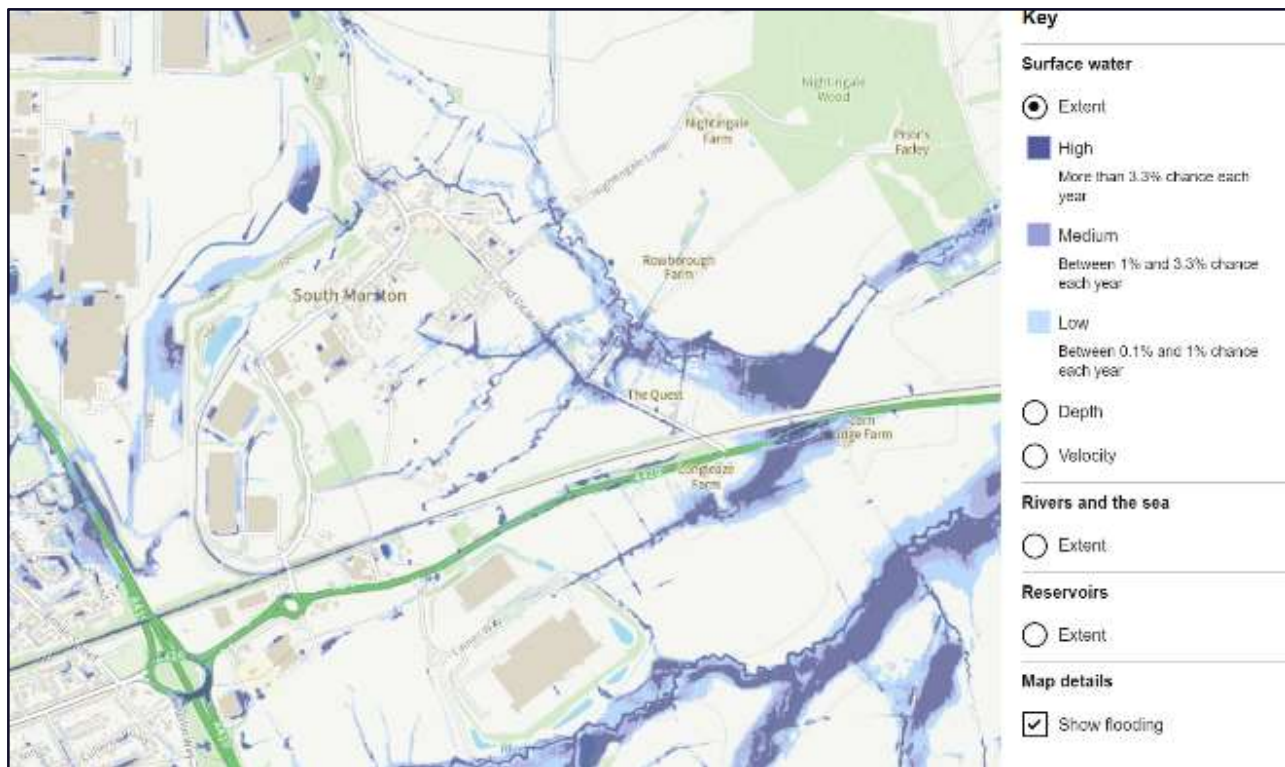 Key
Surface water
Extent
High
More than 3.3% chance each
year
Medium
Between 1% and 3.3% chance
each year
Low
Between 0.1% and 1% chance
each year
Depth
Velocity
Rivers and the sea
Extent
Reservoirs
Extent
Map details
Show flooding
Nightingale
Wood
Nightingale
Farm
Prior's
Farley
Nightingale Lane
Rowborough
Farm
South Marston
The Quest
Farm
A420
Longleaze
Farm
A419